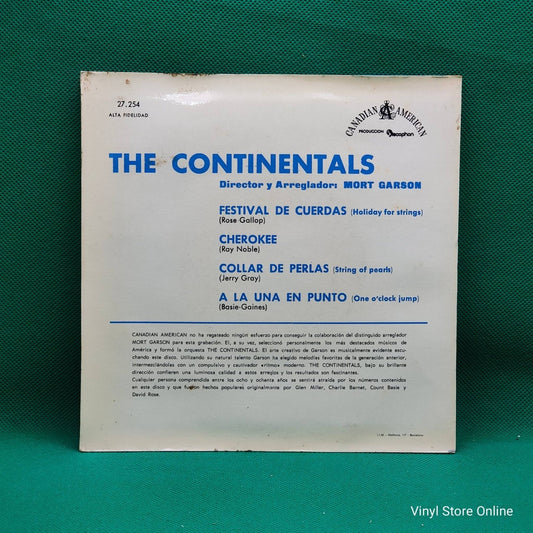 27.254
ALTA FIDELIDAD
CANADIAN AMERICAN
PRODUCCION Discophon
THE CONTINENTALS
Director y Arreglador: MORT GARSON
FESTIVAL DE CUERDAS (Holiday for strings)
(Rose Gallop)
CHEROKEE
(Ray Noble)
COLLAR DE PERLAS (String of pearls)
(Jerry Gray)
A LA UNA EN PUNTO (One o'clock jump)
(Basie-Gaines)
CANADIAN AMERICAN no ha regateado ningún esfuerzo para conseguir la colaboración del distinguido arreglador
MORT GARSON para esta grabación. El, a su vez, seleccionó personalmente los más destacados músicos de
América y formó la orquesta THE CONTINENTALS. El arte creativo de Garson es musicalmente evidente escu-
chando este disco. Utilizando su natural talento Garson ha elegido melodías favoritas de la generación anterior,
intermezclándolas con un compulsivo y cautivador «ritmo» moderno. THE CONTINENTALS, bajo su brillante
dirección confieren una luminosa calidad a estos arreglos y los resultados son fascinantes.
Cualquier persona comprendida entre los ocho y ochenta años se sentirá atraída por los números contenidos
en este disco y que fueron hechos populares originalmente por Glen Miller, Charlie Barnet, Count Basie y
David Rose.
Vinyl Store Online